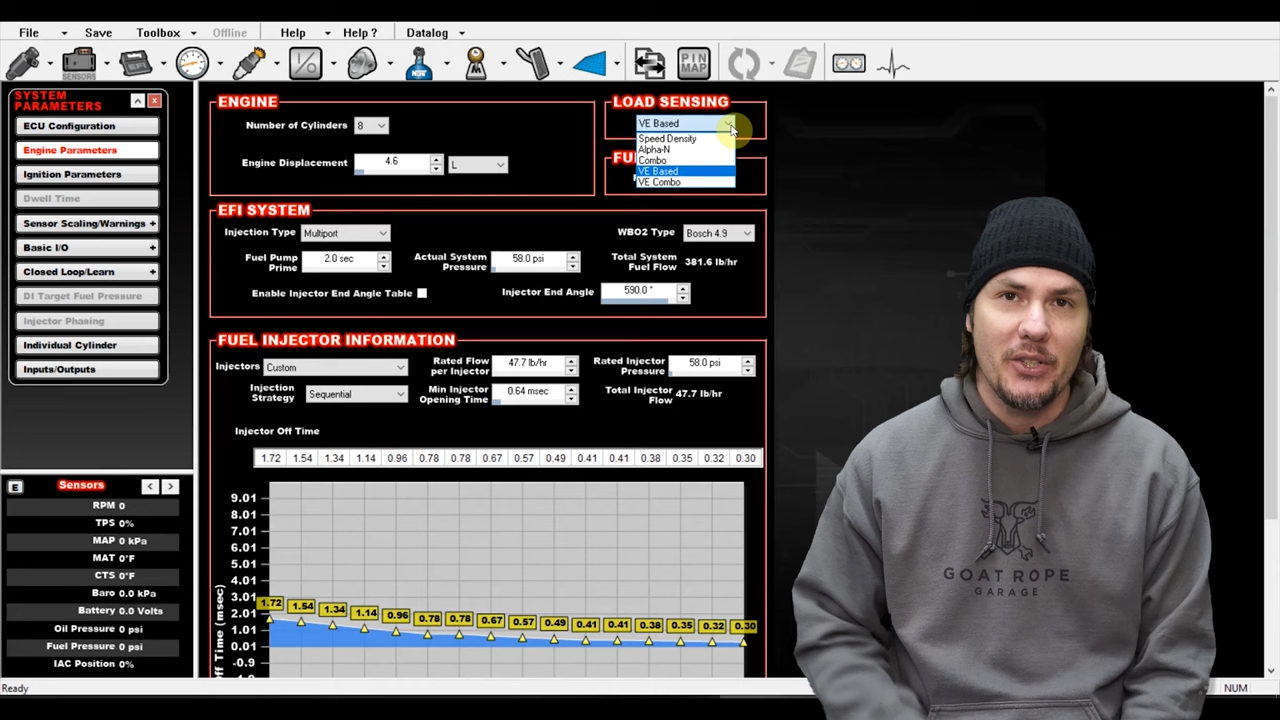 File Save Toolbox Offline Help Help ? Datalog
SENSORS
I/O
NOS
PIN
MAP
SYSTEM
PARAMETERS
ECU Configuration
Engine Parameters
Ignition Parameters
Dwell Time
Sensor Scaling/Warnings +
Basic I/O +
Closed Loop/Learn +
DI Target Fuel Pressure
Injector Phasing
Individual Cylinder
Inputs/Outputs
E Sensors < >
RPM 0
TPS 0%
MAP 0 kPa
MAT 0°F
CTS 0°F
Baro 0.0 kPa
Battery 0.0 Volts
Oil Pressure 0 psi
Fuel Pressure 0 psi
IAC Position 0%
ENGINE
Number of Cylinders 8
Engine Displacement 4.6 L
LOAD SENSING
VE Based
Speed Density
Alpha-N
Combo
VE Based
VE Combo
EFI SYSTEM
Injection Type Multiport WBO2 Type Bosch 4.9
Fuel Pump Prime 2.0 sec Actual System Pressure 58.0 psi Total System Fuel Flow 381.6 lb/hr
Enable Injector End Angle Table Injector End Angle 590.0 °
FUEL INJECTOR INFORMATION
Injectors Custom Rated Flow per Injector 47.7 lb/hr Rated Injector Pressure 58.0 psi
Injection Strategy Sequential Min Injector Opening Time 0.64 msec Total Injector Flow 47.7 lb/hr
Injector Off Time
1.72 1.54 1.34 1.14 0.96 0.78 0.78 0.67 0.57 0.49 0.41 0.41 0.38 0.35 0.32 0.30
9.01
8.01
7.01
6.01
5.01
4.01
3.01
2.01
1.01
0.01
-0.9
Off Time (msec)
1.72 1.54 1.34 1.14 0.96 0.78 0.78 0.67 0.57 0.49 0.41 0.41 0.38 0.35 0.32 0.30
GOAT ROPE
GARAGE
Ready NUM